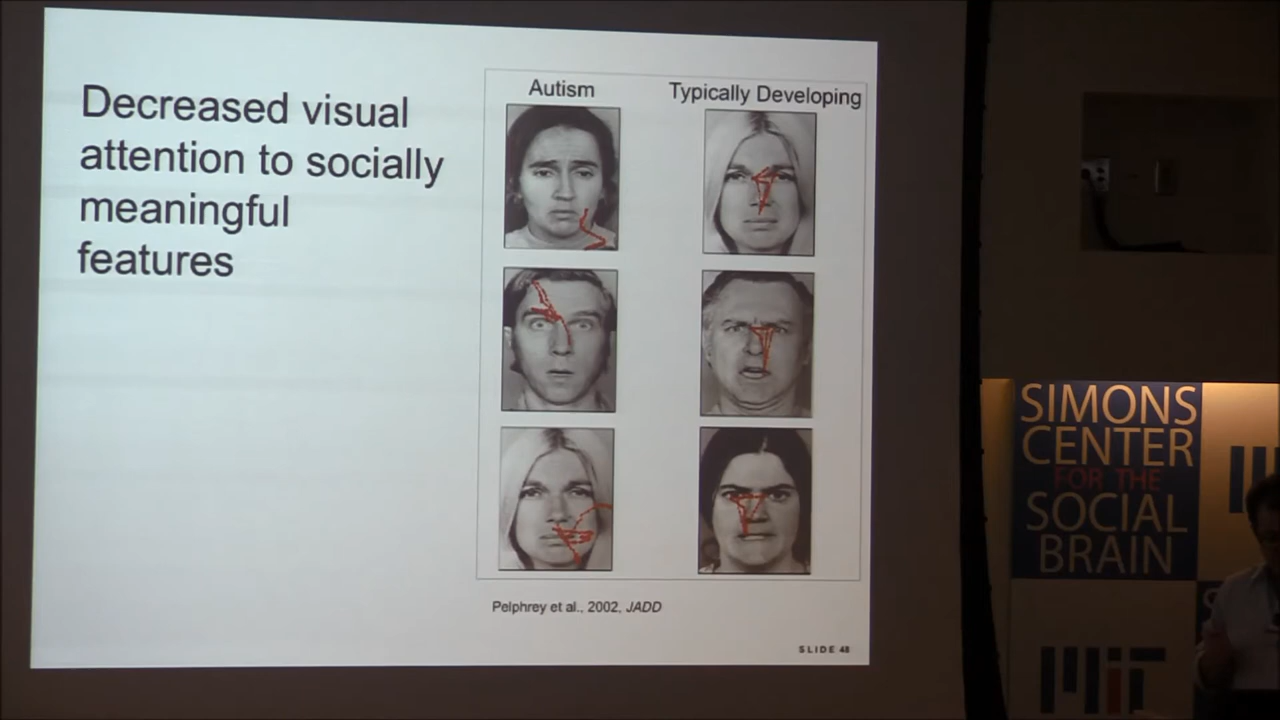 Decreased visual
attention to socially
meaningful
features
Autism
Typically Developing
Pelphrey et al., 2002, JADD
SLIDE 48
SIMONS
CENTER
FOR THE
SOCIAL
BRAIN
MIT